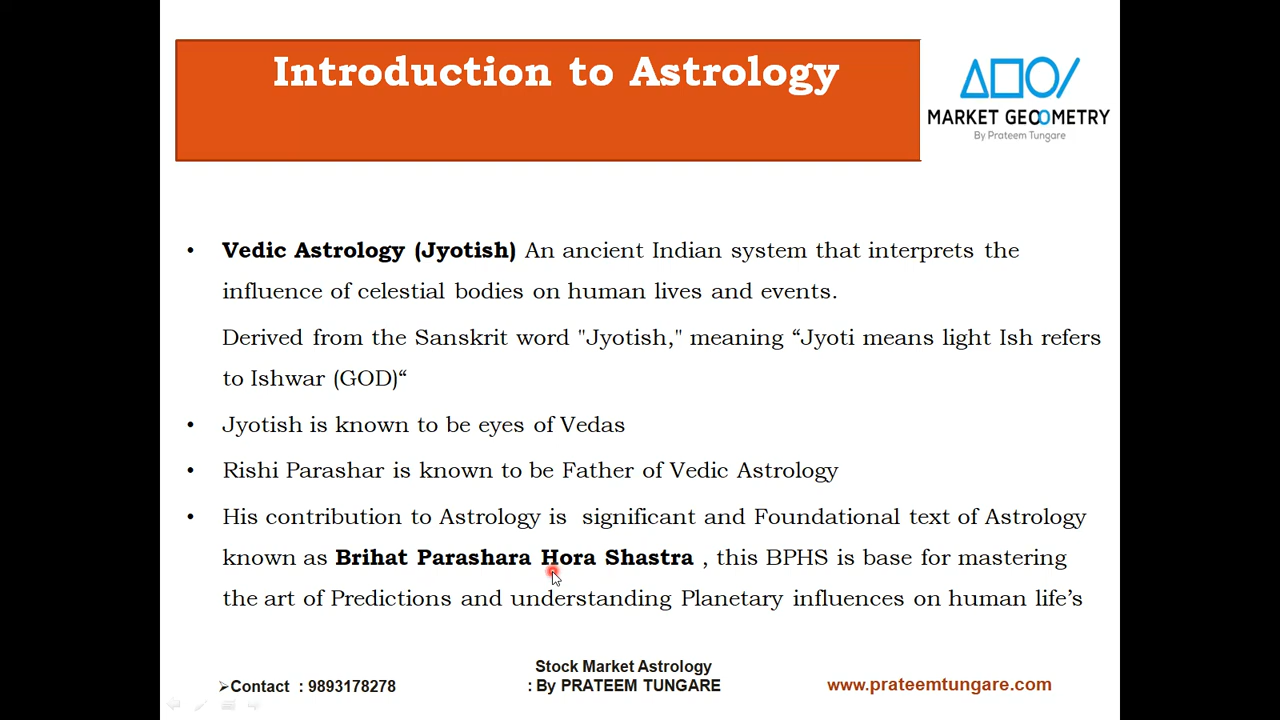 Introduction to Astrology
MARKET GEOOMETRY
By Prateem Tungare
• Vedic Astrology (Jyotish) An ancient Indian system that interprets the
influence of celestial bodies on human lives and events.
Derived from the Sanskrit word "Jyotish," meaning “Jyoti means light Ish refers
to Ishwar (GOD)“
• Jyotish is known to be eyes of Vedas
• Rishi Parashar is known to be Father of Vedic Astrology
• His contribution to Astrology is significant and Foundational text of Astrology
known as Brihat Parashara Hora Shastra , this BPHS is base for mastering
the art of Predictions and understanding Planetary influences on human life’s
Stock Market Astrology
➢Contact : 9893178278 : By PRATEEM TUNGARE www.prateemtungare.com